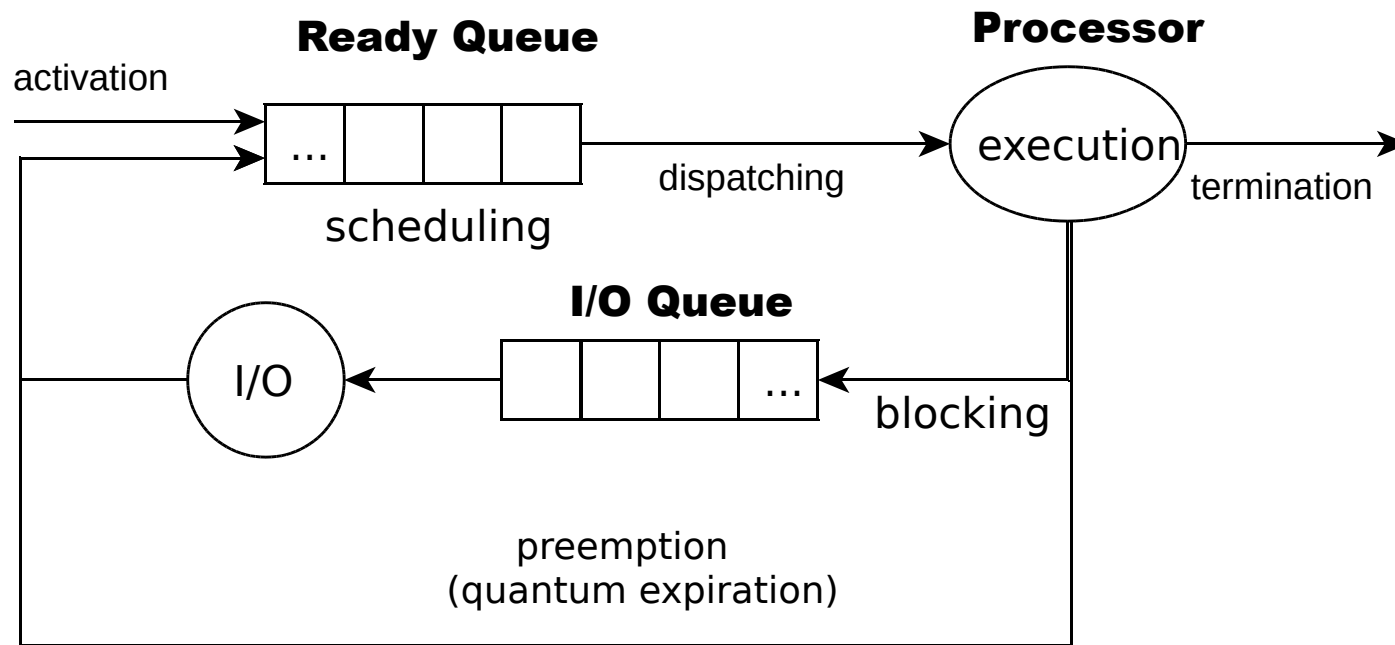 Ready Queue
Processor
activation
...
execution
dispatching
termination
scheduling
I/O Queue
I/O
...
blocking
preemption
(quantum expiration)